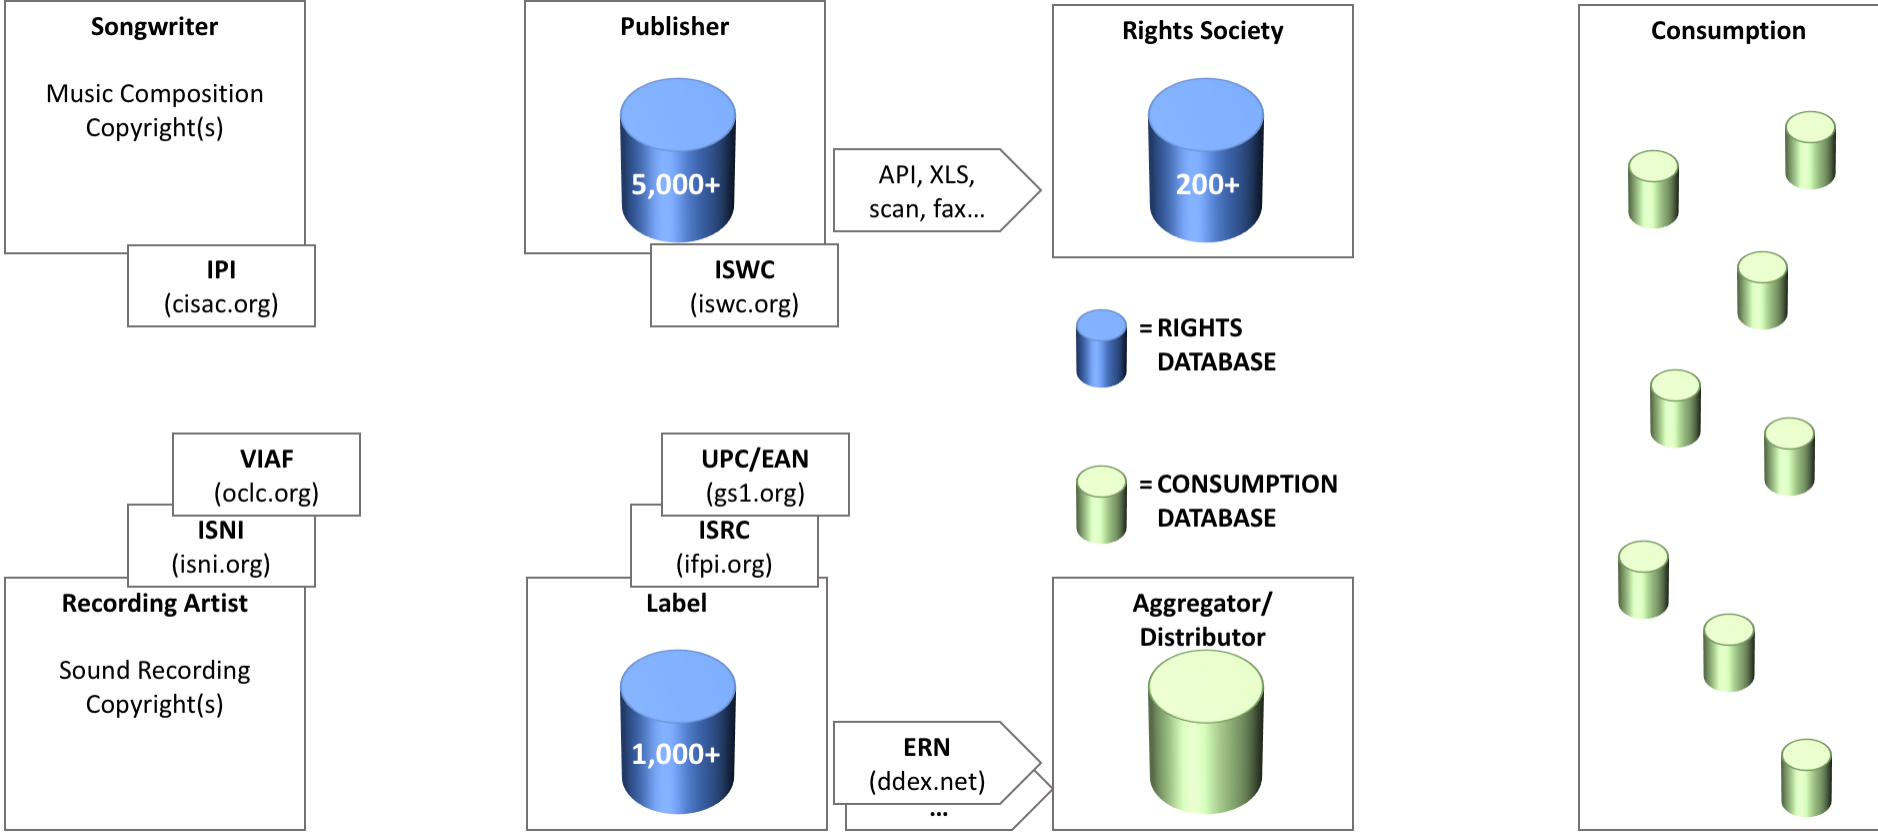 Songwriter
Music Composition
Copyright(s)
IPI
(cisac.org)
Publisher
5,000+
ISWC
(iswc.org)
API, XLS,
scan, fax...
Rights Society
200+
= RIGHTS
DATABASE
= CONSUMPTION
DATABASE
Consumption
VIAF
(oclc.org)
ISNI
(isni.org)
Recording Artist
Sound Recording
Copyright(s)
UPC/EAN
(gs1.org)
ISRC
(ifpi.org)
Label
1,000+
ERN
(ddex.net)
...
Aggregator/
Distributor